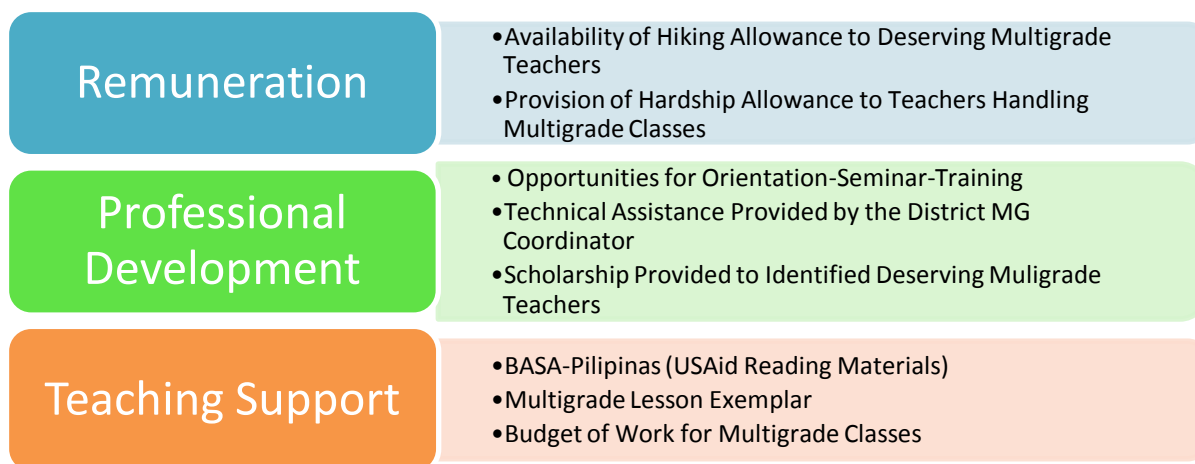 Remuneration
•Availability of Hiking Allowance to Deserving Multigrade
Teachers
•Provision of Hardship Allowance to Teachers Handling
Multigrade Classes
Professional
Development
• Opportunities for Orientation-Seminar-Training
•Technical Assistance Provided by the District MG
Coordinator
•Scholarship Provided to Identified Deserving Muligrade
Teachers
Teaching Support
•BASA-Pilipinas (USAid Reading Materials)
•Multigrade Lesson Exemplar
•Budget of Work for Multigrade Classes